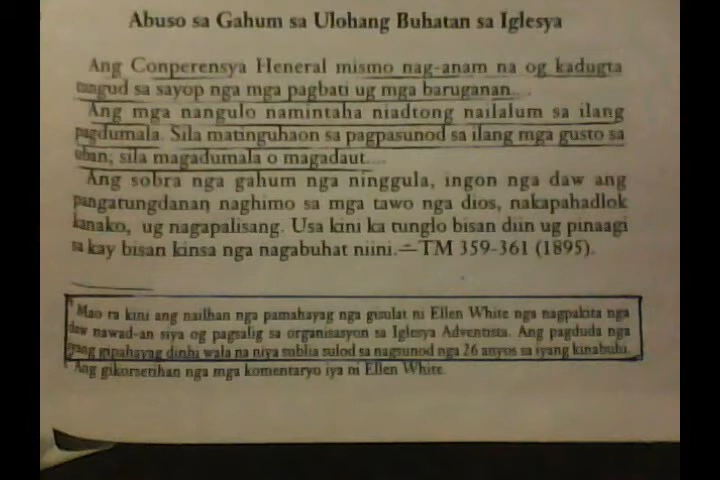 Abuso sa Gahum sa Ulohang Buhatan sa Iglesya
Ang Conperensya Heneral mismo nag-anam na og kadugta
tungud sa sayop nga mga pagbati ug mga baruganan....
Ang mga nangulo namintaha niadtong nailalum sa ilang
pagdumala. Sila matinguhaon sa pagpasunod sa ilang mga gusto sa
uban; sila magadumala o magadaut....
Ang sobra nga gahum nga ninggula, ingon nga daw ang
pangatungdanan naghimo sa mga tawo nga dios, nakapahadlok
kanako, ug nagapalisang. Usa kini ka tunglo bisan diin ug pinaagi
sa kay bisan kinsa nga nagabuhat niini.—TM 359-361 (1895).
Mao ra kini ang nailhan nga pamahayag nga gisulat ni Ellen White nga nagpakita nga
daw nawad-an siya og pagsalig sa organisasyon sa Iglesya Adventista. Ang pagduda nga
iyang gipahayag dinhi wala na niya sublia sulod sa nagsunod nga 26 anyos sa iyang kinabuhi.
Ang gikorsetihan nga mga komentaryo iya ni Ellen White.